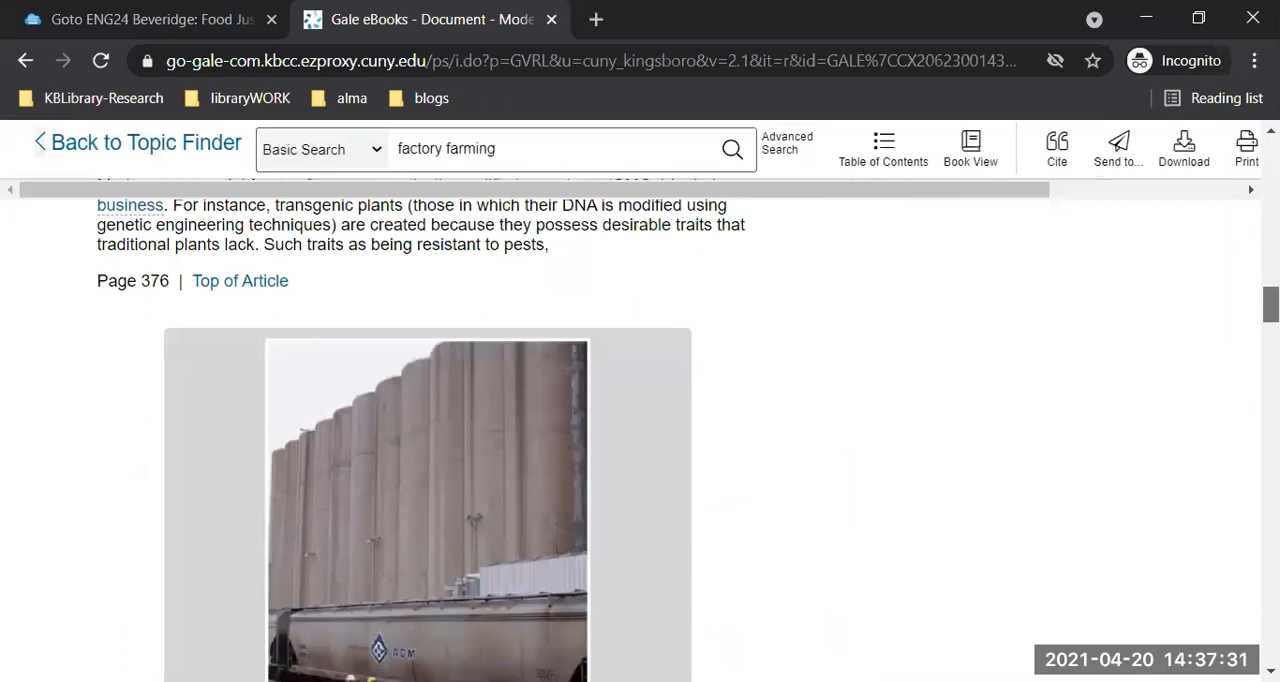 Goto ENG24 Beveridge: Food Jus
Gale eBooks - Document - Mode
go-gale-com.kbcc.ezproxy.cuny.edu/ps/i.do?p=GVRL&u=cuny_kingsboro&v=2.1&it=r&id=GALE%7CCX2062300143...
Incognito
KBLibrary-Research
libraryWORK
alma
blogs
Reading list
Back to Topic Finder
Basic Search
factory farming
Advanced
Search
Table of Contents
Book View
Cite
Send to...
Download
Print
business. For instance, transgenic plants (those in which their DNA is modified using
genetic engineering techniques) are created because they possess desirable traits that
traditional plants lack. Such traits as being resistant to pests,
Page 376 | Top of Article
ADM
2021-04-20 14:37:31